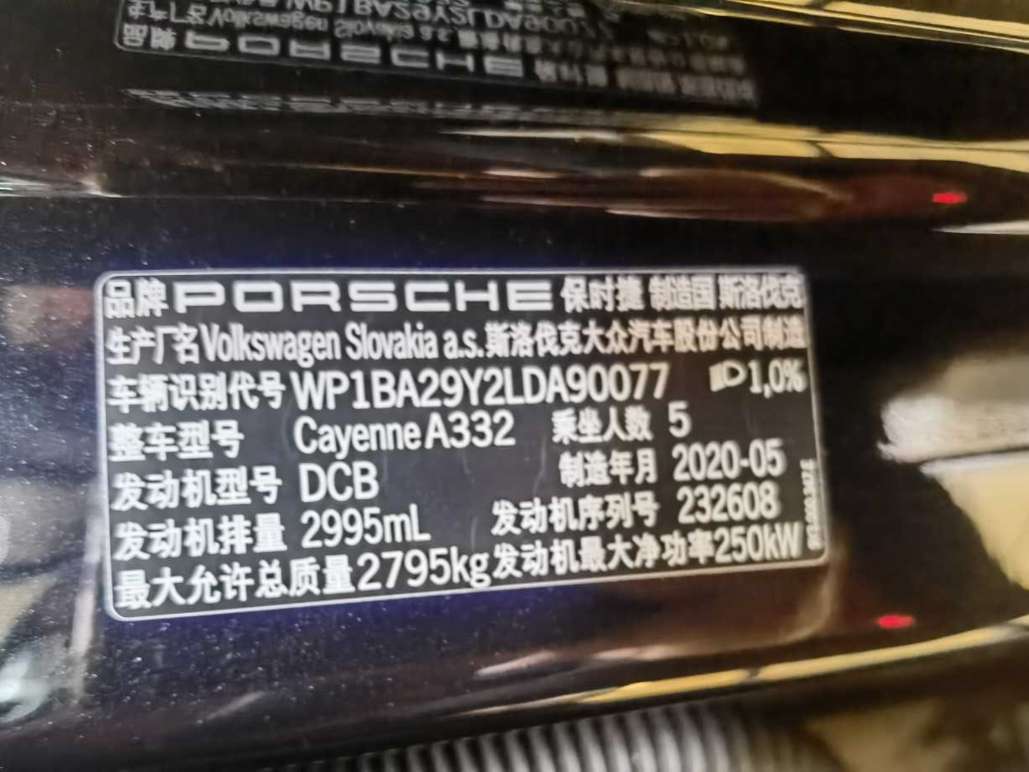 品牌 PORSCHE 保时捷 制造国 斯洛伐克
生产厂名 Volkswagen Slovakia a.s. 斯洛伐克大众汽车股份公司制造
车辆识别代号 WP1BA29Y2LDA90077 1,0%
整车型号 Cayenne A332 乘坐人数 5
发动机型号 DCB 制造年月 2020-05
发动机排量 2995mL 发动机序列号 232608
最大允许总质量 2795kg 发动机最大净功率 250kW